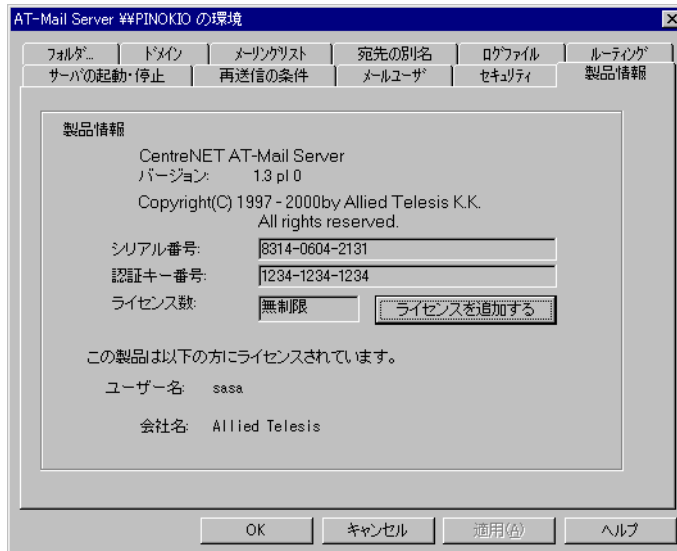 AT-Mail Server ¥¥PINOKIO の環境
ﾌｫﾙﾀﾞ... ﾄﾞﾒｲﾝ ﾒｰﾘﾝｸﾞﾘｽﾄ 宛先の別名 ﾛｸﾞﾌｧｲﾙ ﾙｰﾃｨﾝｸﾞ
ｻｰﾊﾞの起動･停止 再送信の条件 ﾒｰﾙﾕｰｻﾞ ｾｷｭﾘﾃｨ 製品情報
製品情報
CentreNET AT-Mail Server
バージョン: 1.3 pl 0
Copyright(C) 1997 - 2000by Allied Telesis K.K.
All rights reserved.
シリアル番号: 8314-0604-2131
認証キー番号: 1234-1234-1234
ライセンス数: 無制限 ライセンスを追加する
この製品は以下の方にライセンスされています。
ユーザー名: sasa
会社名: Allied Telesis
OK キャンセル 適用(A) ヘルプ